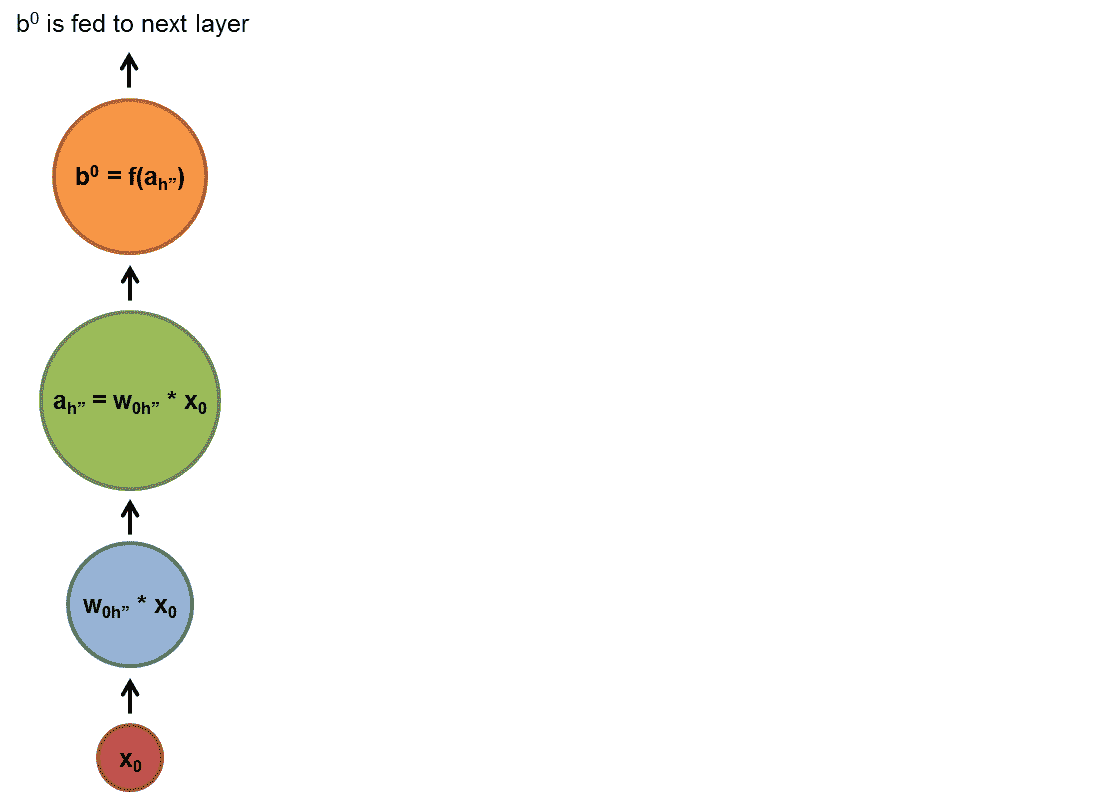 b⁰ is fed to next layer
b⁰ = f(aₕ”)
aₕ” = w₀ₕ” * x₀
w₀ₕ” * x₀
x₀